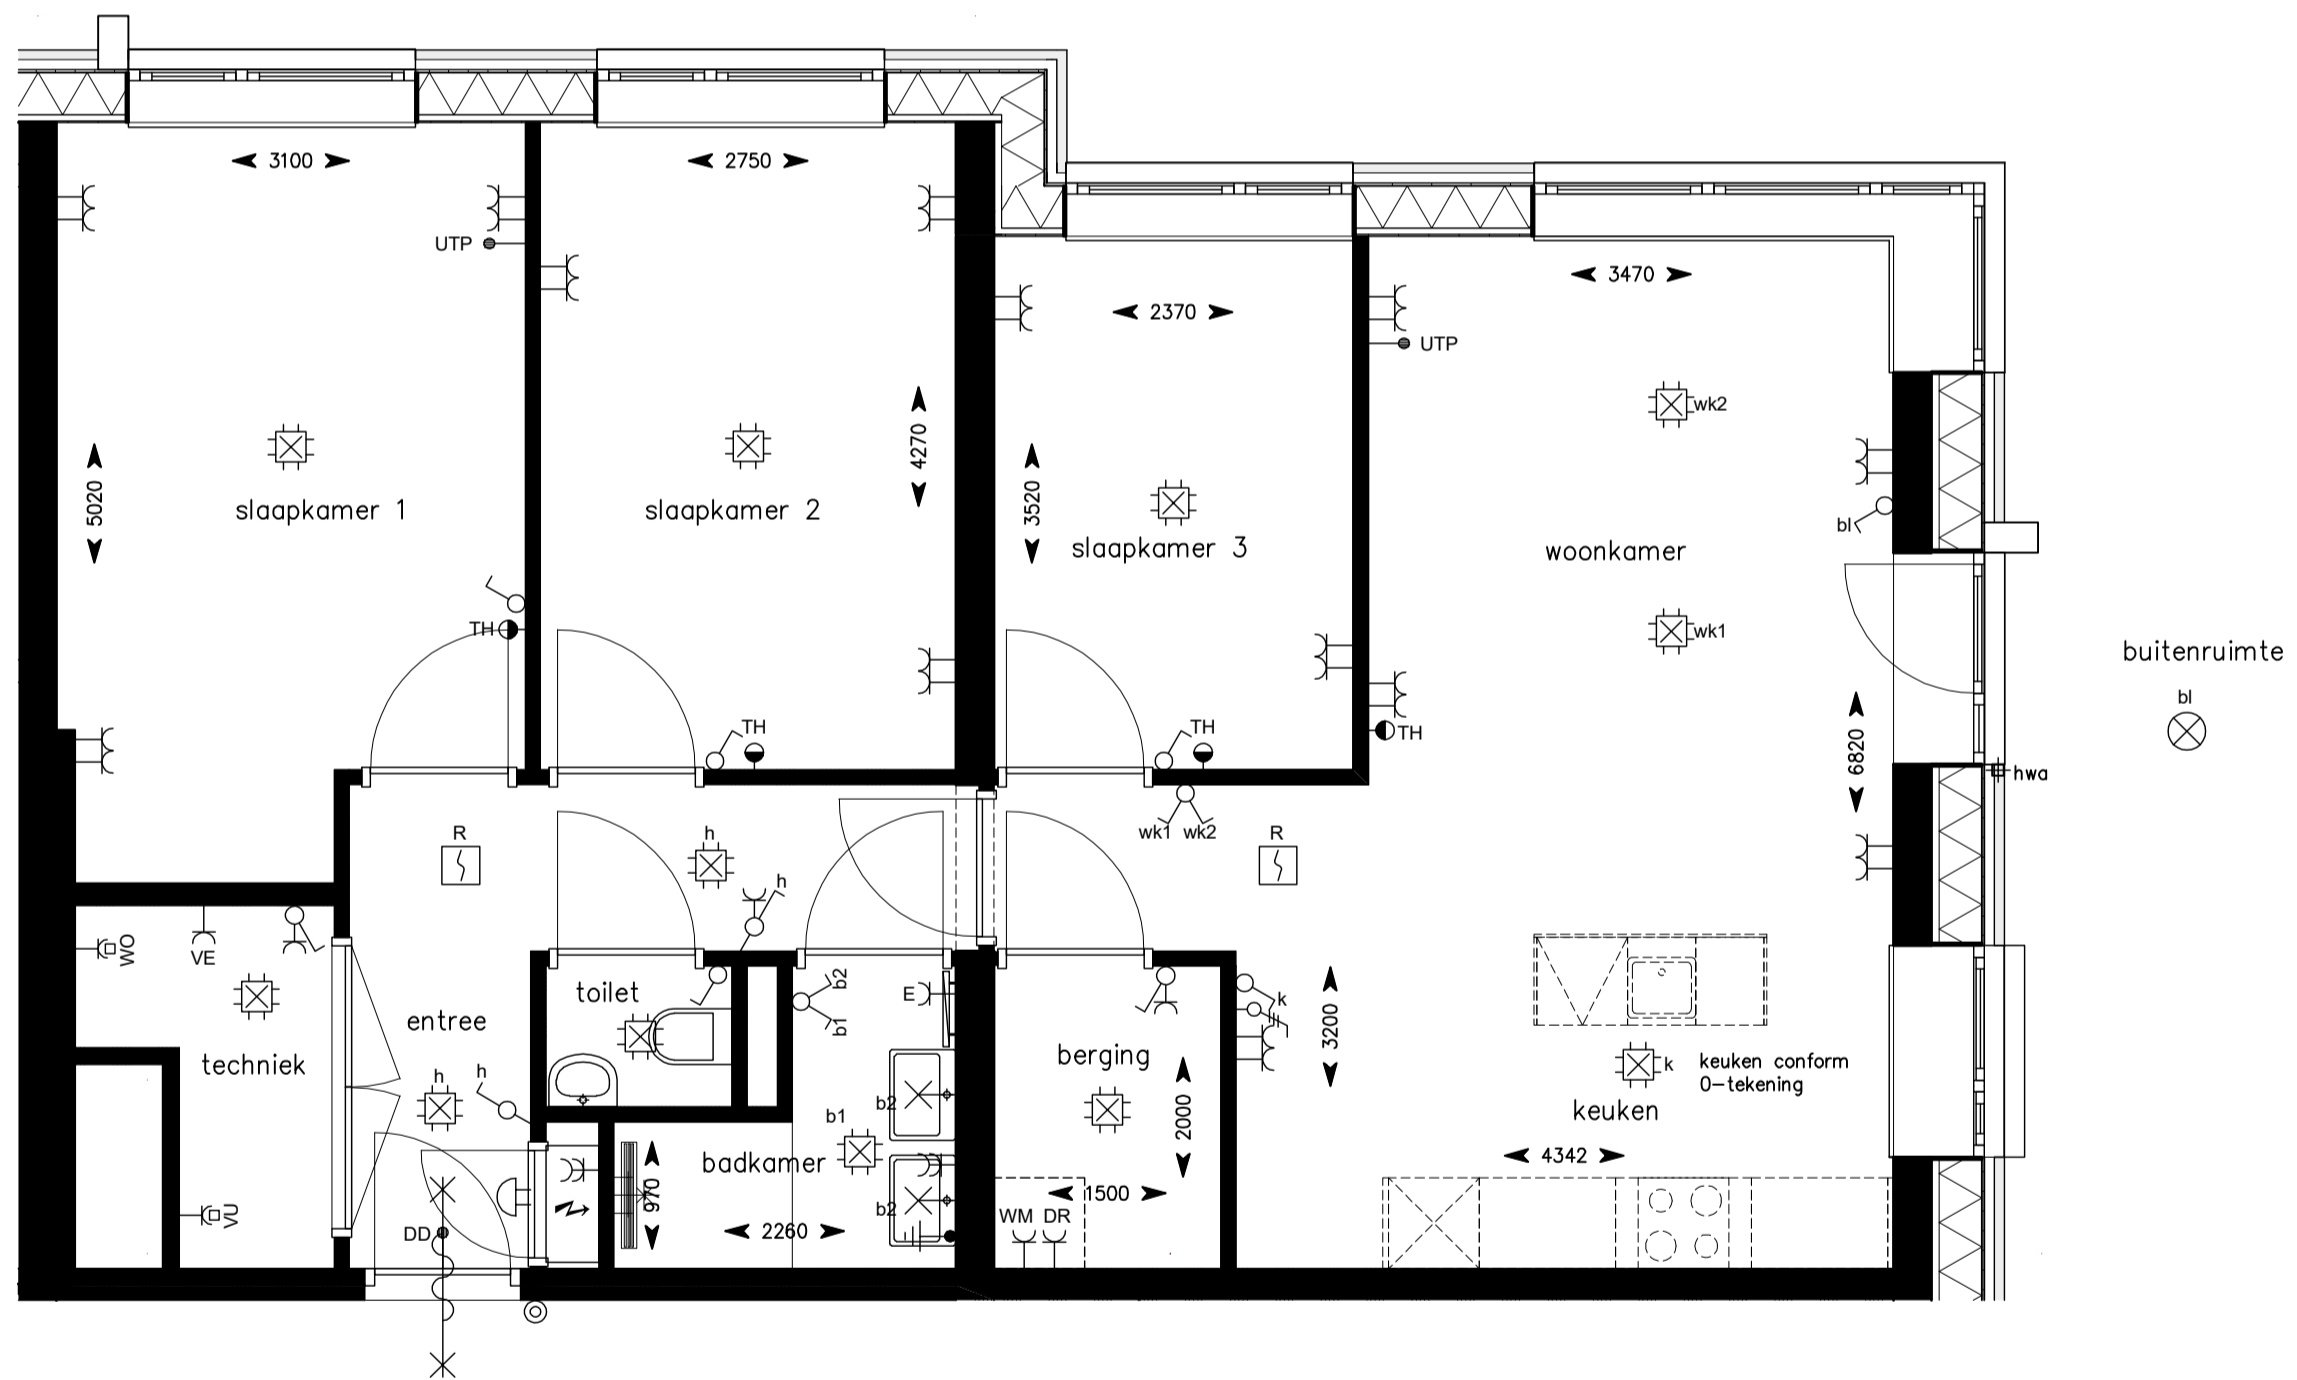 3100
2750
UTP
3470
2370
UTP
wk2
5020
4270
3520
slaapkamer 1
slaapkamer 2
slaapkamer 3
woonkamer
bl
TH
wk1
buitenruimte
bl
TH
TH
TH
6820
hwa
R
h
wk1 wk2
R
h
WO
VE
toilet
b2
b1
E
k
3200
entree
techniek
berging
k
keuken conform
0-tekening
keuken
h
h
b2
b1
2000
badkamer
4342
970
1500
b2
WM DR
VU
DD
2260